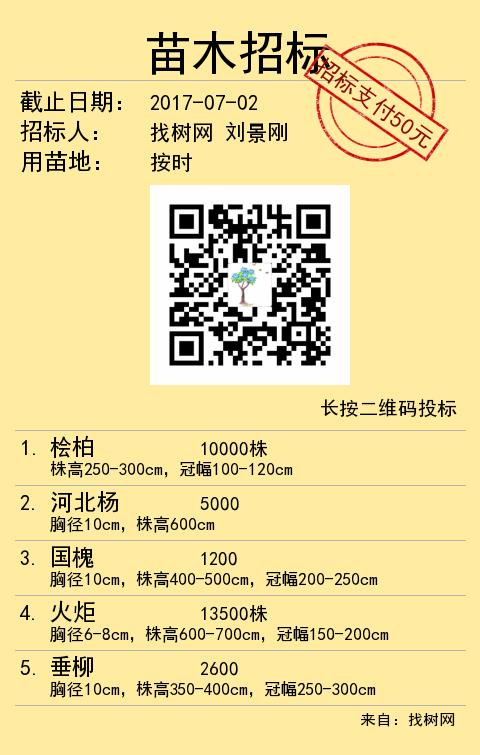 苗木招标
招标支付50元
截止日期: 2017-07-02
招标人: 找树网 刘景刚
用苗地: 按时
长按二维码投标
1. 桧柏 10000株
株高250-300cm, 冠幅100-120cm
2. 河北杨 5000
胸径10cm, 株高600cm
3. 国槐 1200
胸径10cm, 株高400-500cm, 冠幅200-250cm
4. 火炬 13500株
胸径6-8cm, 株高600-700cm, 冠幅150-200cm
5. 垂柳 2600
胸径10cm, 株高350-400cm, 冠幅250-300cm
来自: 找树网